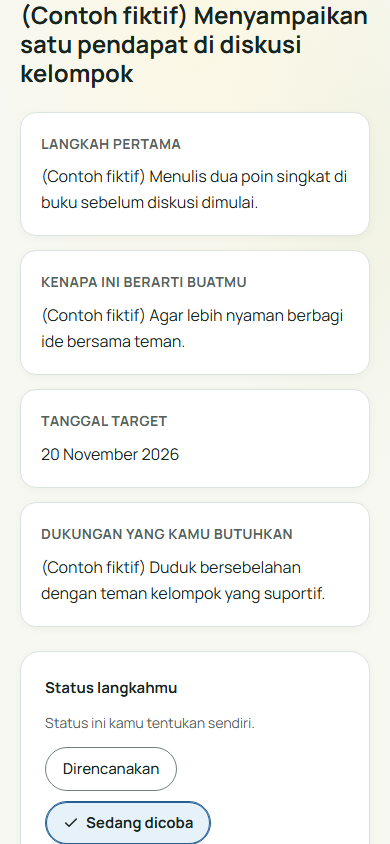 (Contoh fiktif) Menyampaikan
satu pendapat di diskusi
kelompok
LANGKAH PERTAMA
(Contoh fiktif) Menulis dua poin singkat di
buku sebelum diskusi dimulai.
KENAPA INI BERARTI BUATMU
(Contoh fiktif) Agar lebih nyaman berbagi
ide bersama teman.
TANGGAL TARGET
20 November 2026
DUKUNGAN YANG KAMU BUTUHKAN
(Contoh fiktif) Duduk bersebelahan
dengan teman kelompok yang suportif.
Status langkahmu
Status ini kamu tentukan sendiri.
Direncanakan
✓ Sedang dicoba